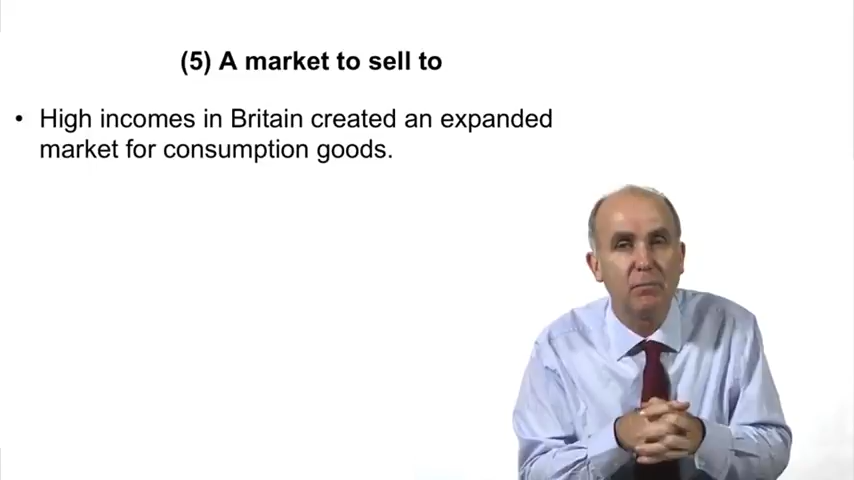 (5) A market to sell to
• High incomes in Britain created an expanded
market for consumption goods.